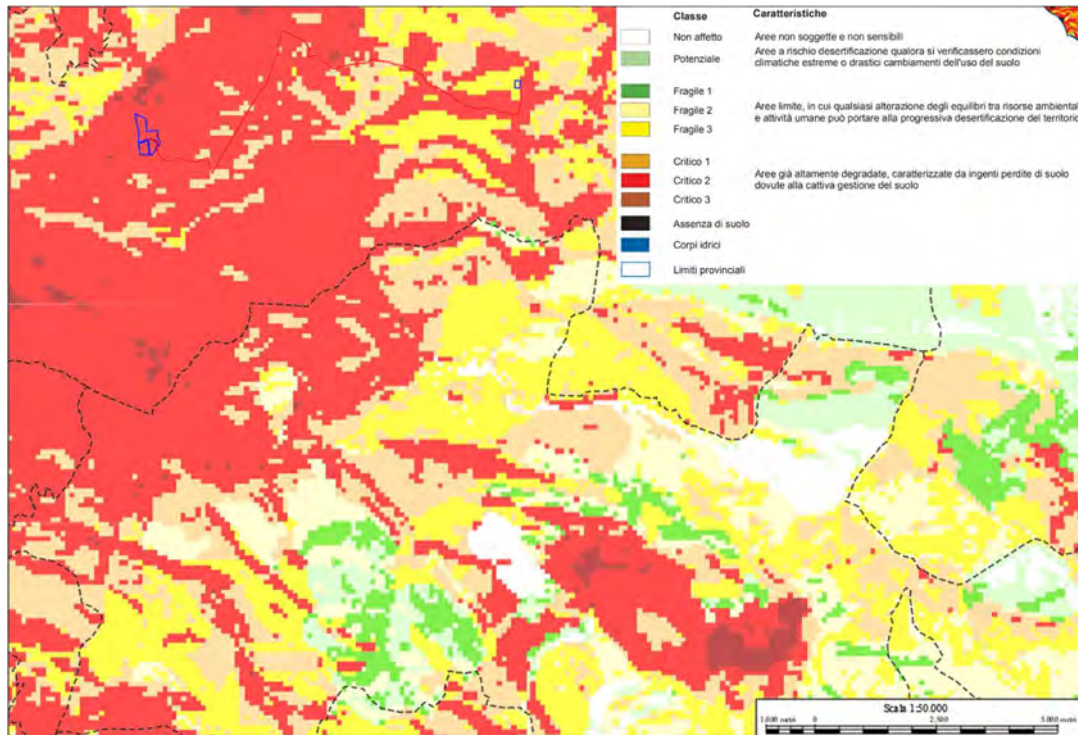 Classe Caratteristiche
Non affetto Aree non soggette e non sensibili
Potenziale Aree a rischio desertificazione qualora si verificassero condizioni
climatiche estreme o drastici cambiamenti dell'uso del suolo
Fragile 1
Fragile 2 Aree limite, in cui qualsiasi alterazione degli equilibri tra risorse ambiental
e attività umane può portare alla progressiva desertificazione del territorio
Fragile 3
Critico 1
Critico 2 Aree già altamente degradate, caratterizzate da ingenti perdite di suolo
dovute alla cattiva gestione del suolo
Critico 3
Assenza di suolo
Corpi idrici
Limiti provinciali
Scala 1:50.000
1.000 metri 0 2.500 5.000 metri